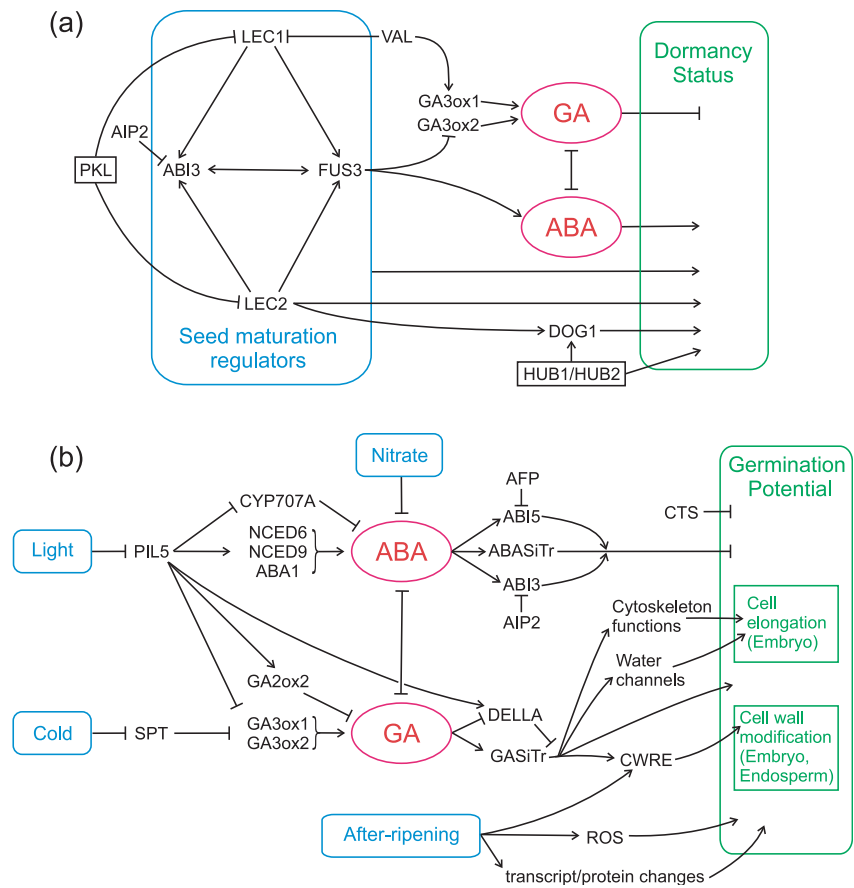 (a)
LEC1
VAL
Dormancy
Status
GA3ox1
GA3ox2
GA
AIP2
PKL
ABI3
FUS3
ABA
LEC2
DOG1
Seed maturation
regulators
HUB1/HUB2
(b)
Nitrate
Germination
Potential
AFP
CYP707A
ABI5
CTS
NCED6
Light
PIL5
NCED9
ABA
ABASiTr
ABA1
ABI3
AIP2
Cytoskeleton
functions
Cell
elongation
(Embryo)
Water
channels
GA2ox2
DELLA
Cold
SPT
GA3ox1
GA3ox2
GA
GASiTr
CWRE
Cell wall
modification
(Embryo,
Endosperm)
After-ripening
ROS
transcript/protein changes